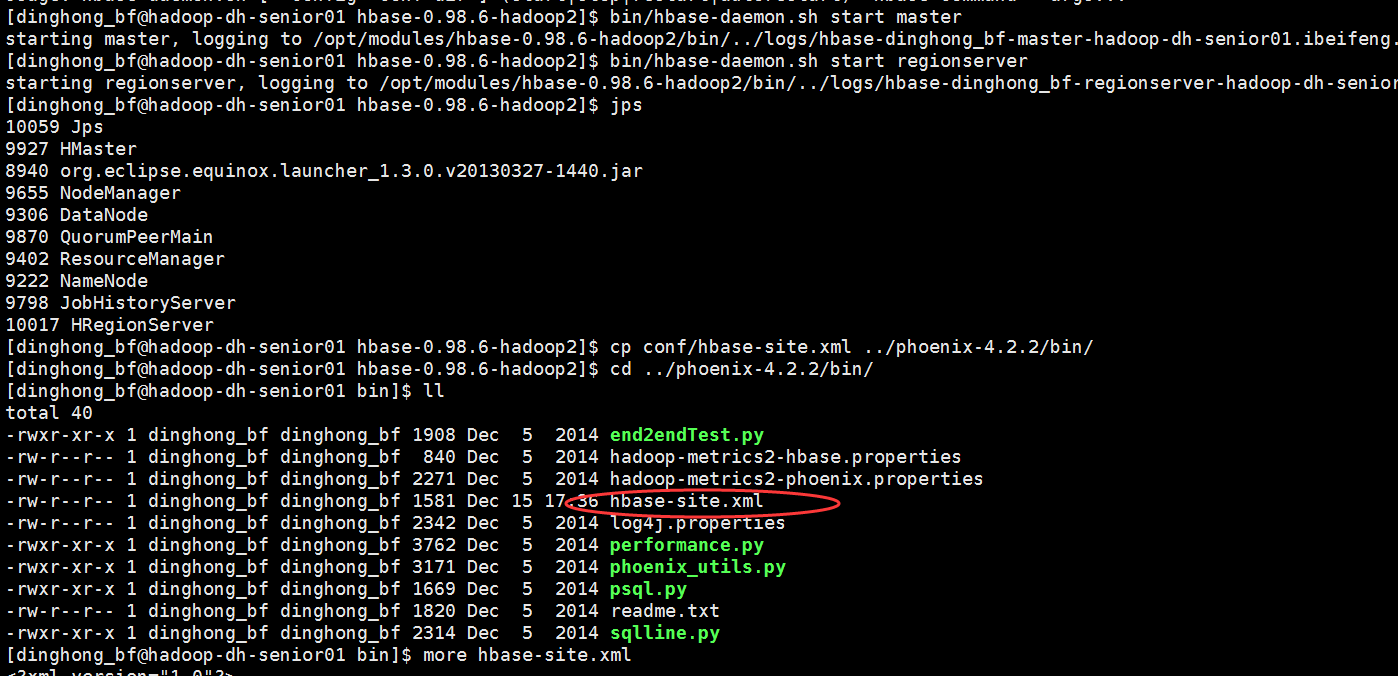 [dinghong_bf@hadoop-dh-senior01 hbase-0.98.6-hadoop2]$ bin/hbase-daemon.sh start master
starting master, logging to /opt/modules/hbase-0.98.6-hadoop2/bin/../logs/hbase-dinghong_bf-master-hadoop-dh-senior01.ibeifeng.
[dinghong_bf@hadoop-dh-senior01 hbase-0.98.6-hadoop2]$ bin/hbase-daemon.sh start regionserver
starting regionserver, logging to /opt/modules/hbase-0.98.6-hadoop2/bin/../logs/hbase-dinghong_bf-regionserver-hadoop-dh-senior
[dinghong_bf@hadoop-dh-senior01 hbase-0.98.6-hadoop2]$ jps
10059 Jps
9927 HMaster
8940 org.eclipse.equinox.launcher_1.3.0.v20130327-1440.jar
9655 NodeManager
9306 DataNode
9870 QuorumPeerMain
9402 ResourceManager
9222 NameNode
9798 JobHistoryServer
10017 HRegionServer
[dinghong_bf@hadoop-dh-senior01 hbase-0.98.6-hadoop2]$ cp conf/hbase-site.xml ../phoenix-4.2.2/bin/
[dinghong_bf@hadoop-dh-senior01 hbase-0.98.6-hadoop2]$ cd ../phoenix-4.2.2/bin/
[dinghong_bf@hadoop-dh-senior01 bin]$ ll
total 40
-rwxr-xr-x 1 dinghong_bf dinghong_bf 1908 Dec  5  2014 end2endTest.py
-rw-r--r-- 1 dinghong_bf dinghong_bf  840 Dec  5  2014 hadoop-metrics2-hbase.properties
-rw-r--r-- 1 dinghong_bf dinghong_bf 2271 Dec  5  2014 hadoop-metrics2-phoenix.properties
-rw-r--r-- 1 dinghong_bf dinghong_bf 1581 Dec 15 17:36 hbase-site.xml
-rw-r--r-- 1 dinghong_bf dinghong_bf 2342 Dec  5  2014 log4j.properties
-rwxr-xr-x 1 dinghong_bf dinghong_bf 3762 Dec  5  2014 performance.py
-rwxr-xr-x 1 dinghong_bf dinghong_bf 3171 Dec  5  2014 phoenix_utils.py
-rwxr-xr-x 1 dinghong_bf dinghong_bf 1669 Dec  5  2014 psql.py
-rw-r--r-- 1 dinghong_bf dinghong_bf 1820 Dec  5  2014 readme.txt
-rwxr-xr-x 1 dinghong_bf dinghong_bf 2314 Dec  5  2014 sqlline.py
[dinghong_bf@hadoop-dh-senior01 bin]$ more hbase-site.xml
<?xml version="1.0"?>